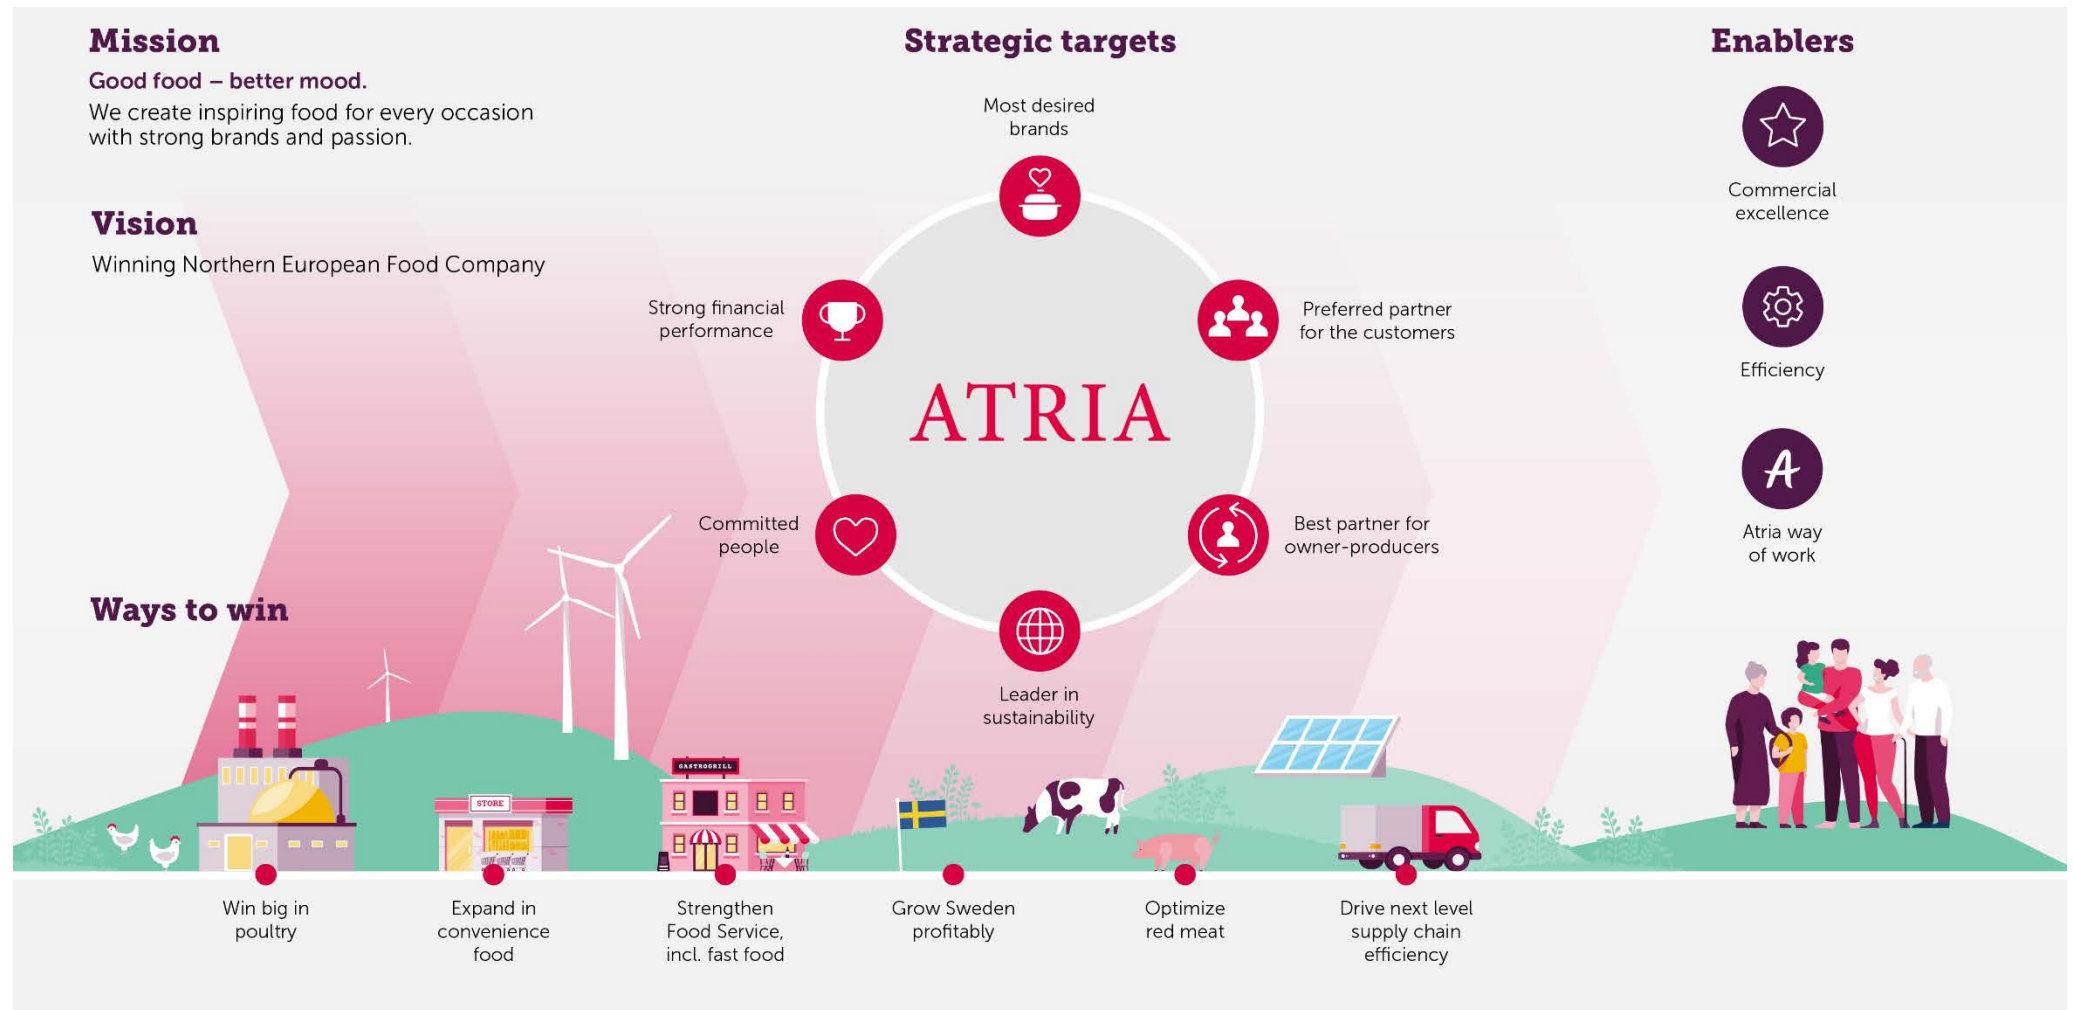 Mission
Good food – better mood.
We create inspiring food for every occasion
with strong brands and passion.
Vision
Winning Northern European Food Company
Ways to win
Strategic targets
Most desired
brands
Strong financial
performance
Preferred partner
for the customers
ATRIA
Committed
people
Best partner for
owner-producers
Leader in
sustainability
Enablers
Commercial
excellence
Efficiency
A
Atria way
of work
GASTROGRILL
STORE
Win big in
poultry
Expand in
convenience
food
Strengthen
Food Service,
incl. fast food
Grow Sweden
profitably
Optimize
red meat
Drive next level
supply chain
efficiency